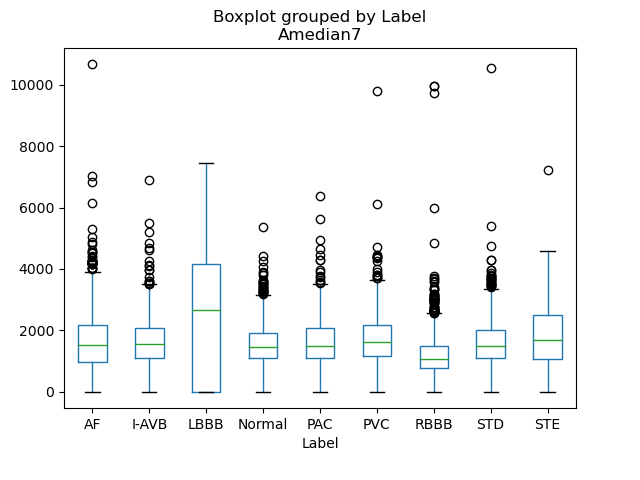 Boxplot grouped by Label
Amedian7
10000
8000
6000
4000
2000
0
AF I-AVB LBBB Normal PAC PVC RBBB STD STE
Label